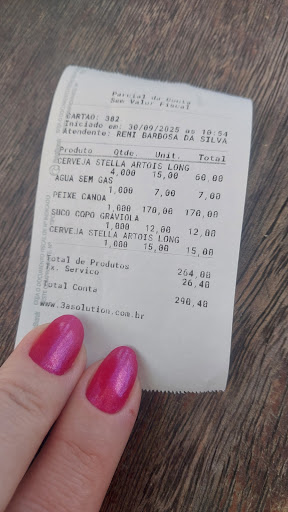 Parcial da Conta
Sem Valor Fiscal
CARTAO: 302
Iniciado em: 30/09/2025 as 10:54
Atendente: REMI BARBOSA DA SILVA
Produto Qtde. Unit. Total
CERVEJA STELLA ARTOIS LONG
4,000 15,00 60,00
AGUA SEM GAS
1,000 7,00 7,00
PEIXE CANOA
1,000 170,00 170,00
SUCO COPO GRAVIOLA
1,000 12,00 12,00
CERVEJA STELLA ARTOIS LONG
1,000 15,00 15,00
Total de Produtos 264,00
Tx. Servico 26,40
Total Conta 290,40
www.3asolution.com.br